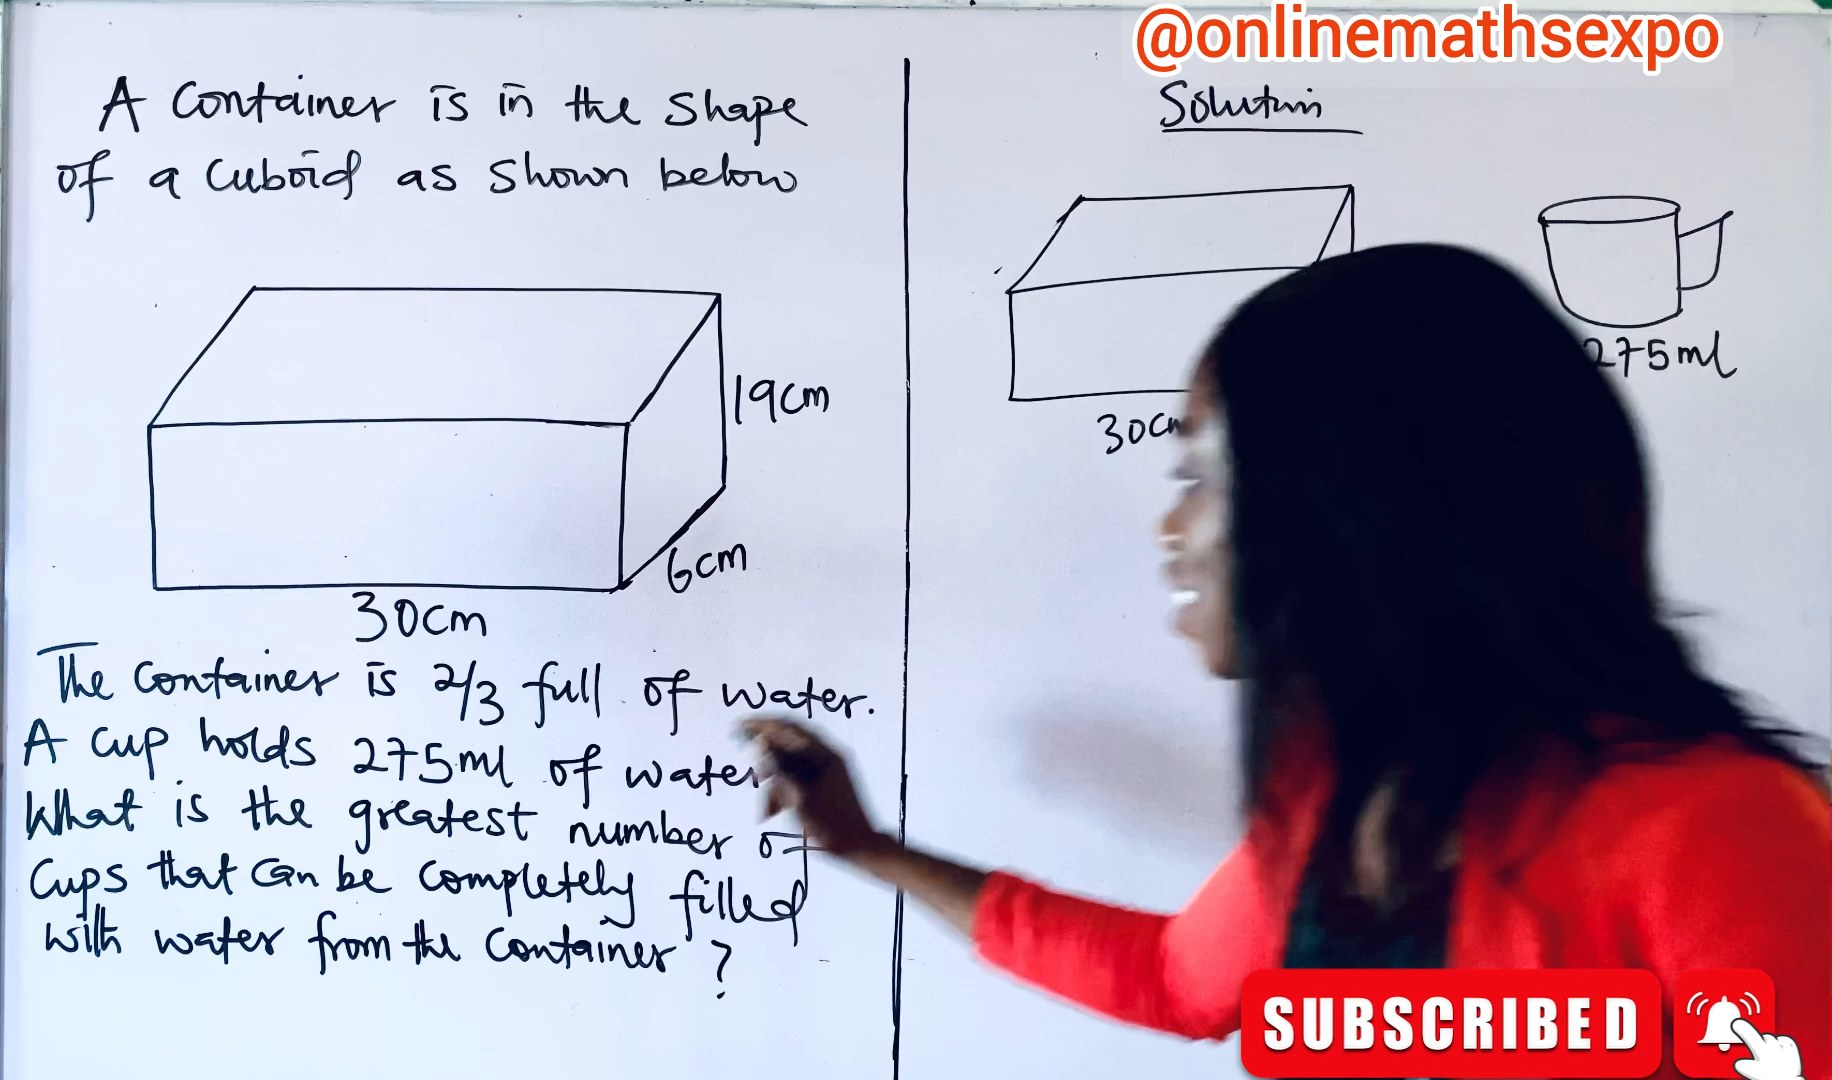 @onlinemathsexpo
A Container is in the shape
of a Cuboid as shown below
19cm
6cm
30cm
The Container is 2/3 full of water.
A cup holds 275ml of water
What is the greatest number of
Cups that can be completely filled
with water from the Container ?
Solution
275ml
SUBSCRIBED